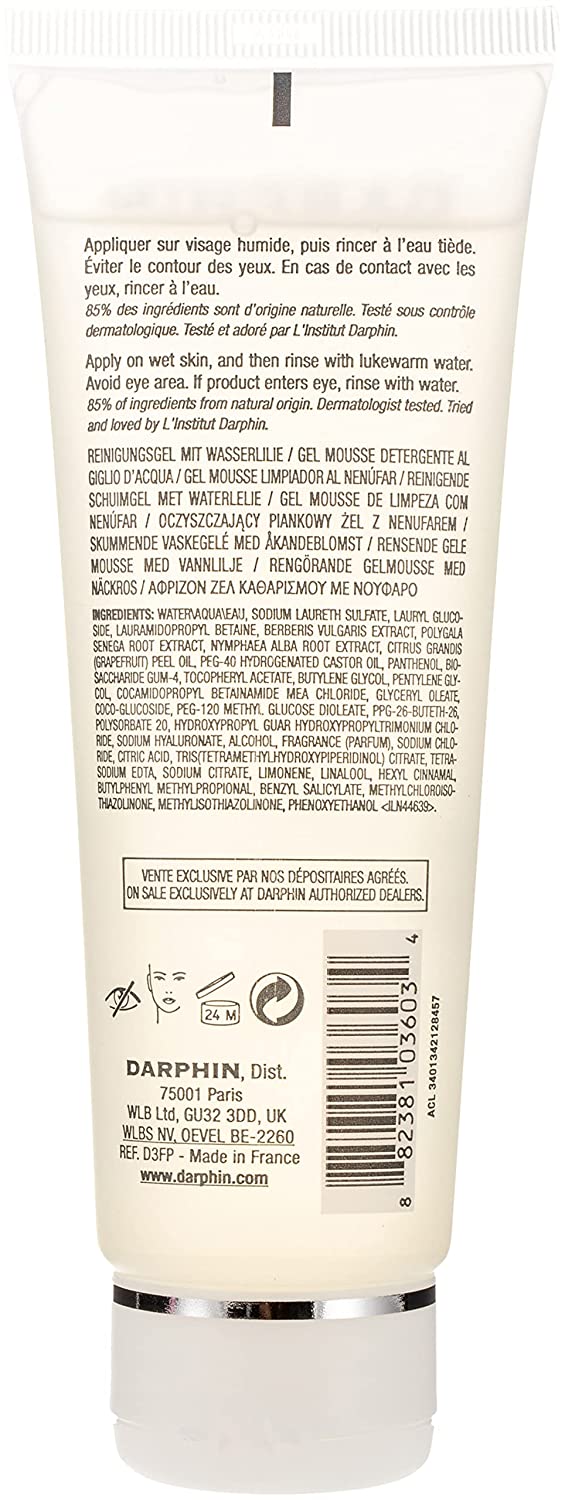 Appliquer sur visage humide, puis rincer à l'eau tiède.
Éviter le contour des yeux. En cas de contact avec les
yeux, rincer à l'eau.
85% des ingrédients sont d'origine naturelle. Testé sous contrôle
dermatologique. Testé et adoré par L'Institut Darphin.
Apply on wet skin, and then rinse with lukewarm water.
Avoid eye area. If product enters eye, rinse with water.
85% of ingredients from natural origin. Dermatologist tested. Tried
and loved by L'Institut Darphin.
REINIGUNGSGEL MIT WASSERLILIE / GEL MOUSSE DETERGENTE AL
GIGLIO D'ACQUA / GEL MOUSSE LIMPIADOR AL NENÚFAR / REINIGENDE
SCHUIMGEL MET WATERLELIE / GEL MOUSSE DE LIMPEZA COM
NENÚFAR / OCZYSZCZAJĄCY PIANKOWY ŻEL Z NENUFAREM /
SKUMMENDE VASKEGELÉ MED ÅKANDEBLOMST / RENSENDE GELE
MOUSSE MED VANNLILJE / RENGÖRANDE GELMOUSSE MED
NÄCKROS / ΑΦΡΙΖΟΝ ΖΕΛ ΚΑΘΑΡΙΣΜΟΥ ΜΕ ΝΟΥΦΑΡΟ
INGREDIENTS: WATER\AQUA\EAU, SODIUM LAURETH SULFATE, LAURYL GLUCO-
SIDE, LAURAMIDOPROPYL BETAINE, BERBERIS VULGARIS EXTRACT, POLYGALA
SENEGA ROOT EXTRACT, NYMPHAEA ALBA ROOT EXTRACT, CITRUS GRANDIS
(GRAPEFRUIT) PEEL OIL, PEG-40 HYDROGENATED CASTOR OIL, PANTHENOL, BIO-
SACCHARIDE GUM-4, TOCOPHERYL ACETATE, BUTYLENE GLYCOL, PENTYLENE GLY-
COL, COCAMIDOPROPYL BETAINAMIDE MEA CHLORIDE, GLYCERYL OLEATE,
COCO-GLUCOSIDE, PEG-120 METHYL GLUCOSE DIOLEATE, PPG-26-BUTETH-26,
POLYSORBATE 20, HYDROXYPROPYL GUAR HYDROXYPROPYLTRIMONIUM CHLO-
RIDE, SODIUM HYALURONATE, ALCOHOL, FRAGRANCE (PARFUM), SODIUM CHLO-
RIDE, CITRIC ACID, TRIS(TETRAMETHYLHYDROXYPIPERIDINOL) CITRATE, TETRA-
SODIUM EDTA, SODIUM CITRATE, LIMONENE, LINALOOL, HEXYL CINNAMAL,
BUTYLPHENYL METHYLPROPIONAL, BENZYL SALICYLATE, METHYLCHLOROISO-
THIAZOLINONE, METHYLISOTHIAZOLINONE, PHENOXYETHANOL <ILN44639>.
VENTE EXCLUSIVE PAR NOS DÉPOSITAIRES AGRÉÉS.
ON SALE EXCLUSIVELY AT DARPHIN AUTHORIZED DEALERS.
24 M
DARPHIN, Dist.
75001 Paris
WLB Ltd, GU32 3DD, UK
WLBS NV, OEVEL BE-2260
REF. D3FP - Made in France
www.darphin.com
8 82381 03603 4
ACL 3401342128457